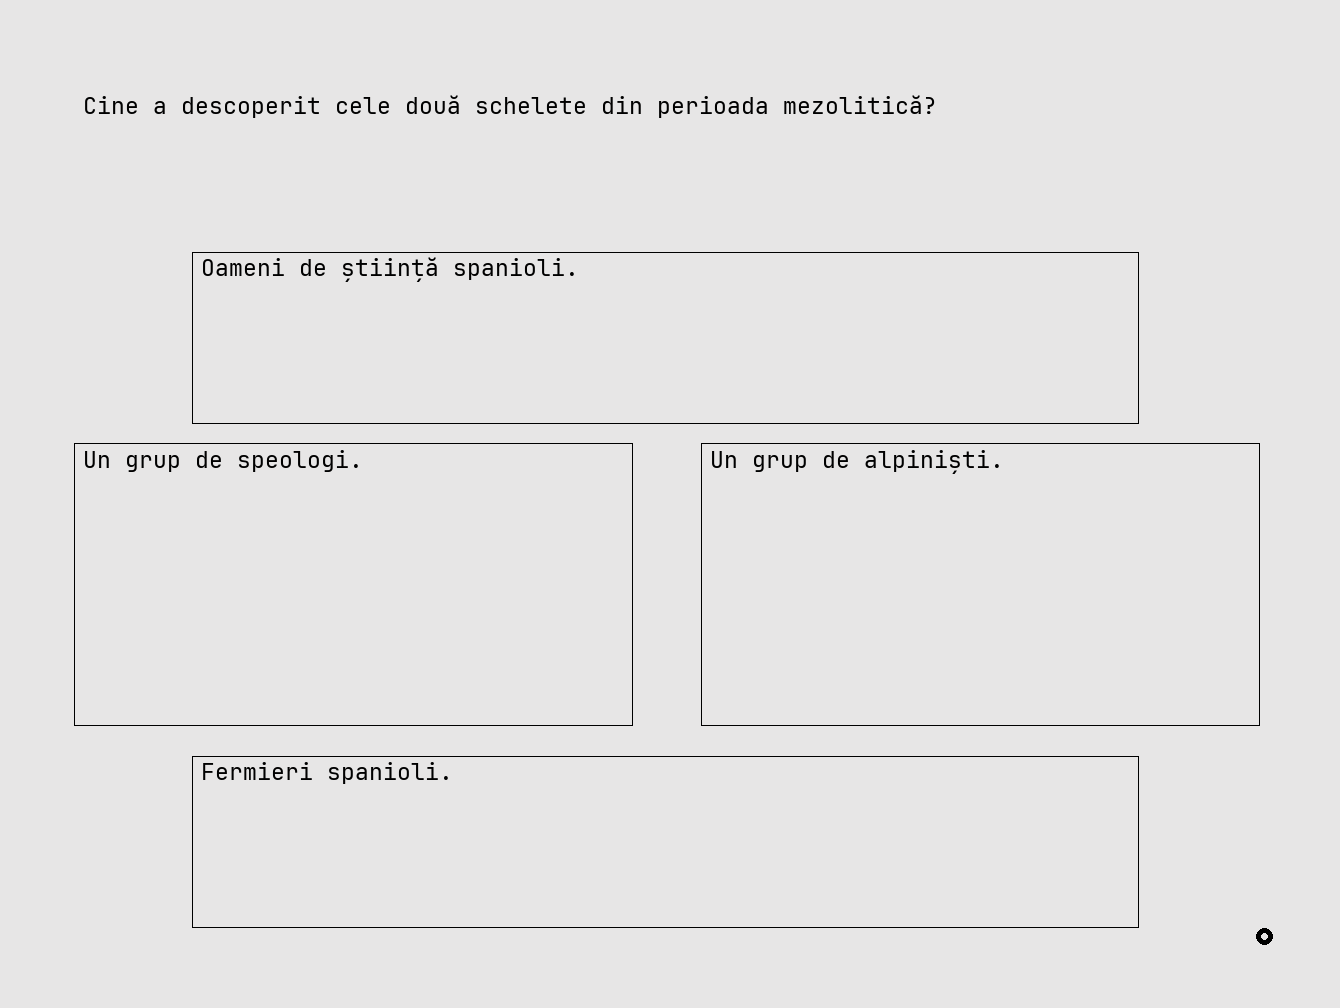 Cine a descoperit cele două schelete din perioada mezolitică?
Oameni de știință spanioli.
Un grup de speologi.
Un grup de alpiniști.
Fermieri spanioli.